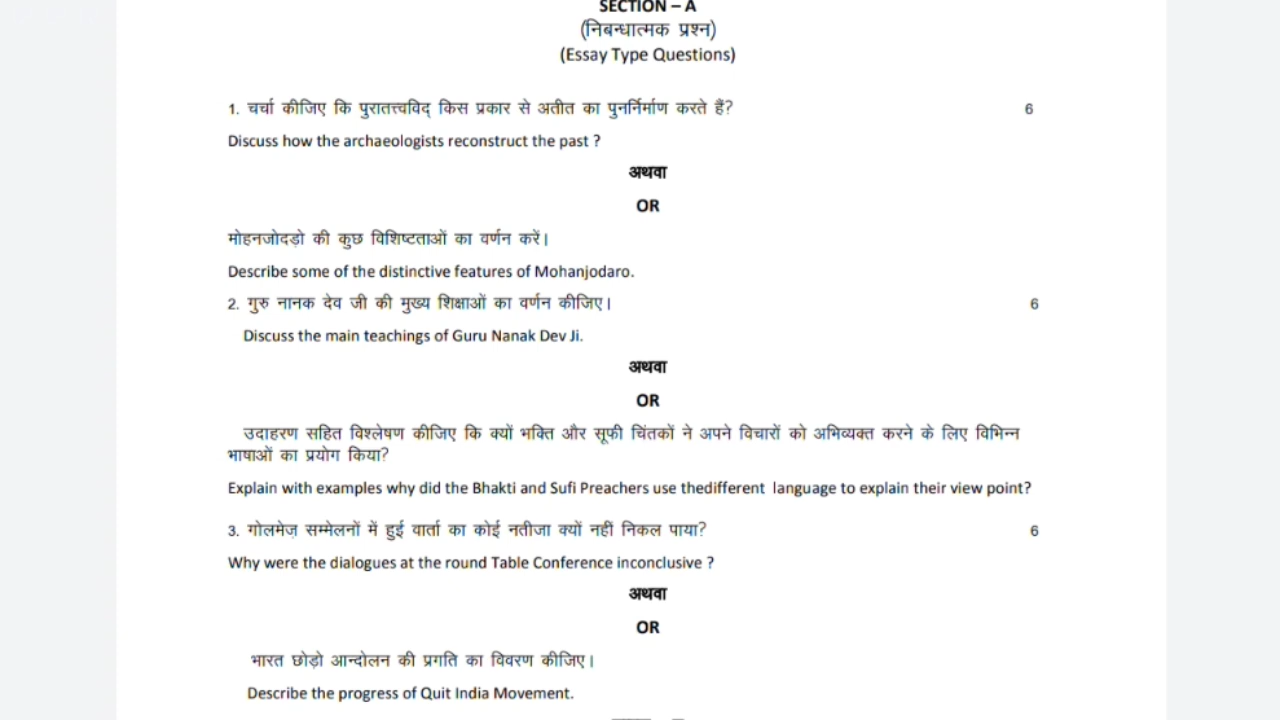 SECTION – A
(निबन्धात्मक प्रश्न)
(Essay Type Questions)
1. चर्चा कीजिए कि पुरातत्त्वविद् किस प्रकार से अतीत का पुनर्निर्माण करते हैं? 6
Discuss how the archaeologists reconstruct the past ?
अथवा
OR
मोहनजोदड़ो की कुछ विशिष्टताओं का वर्णन करें।
Describe some of the distinctive features of Mohanjodaro.
2. गुरु नानक देव जी की मुख्य शिक्षाओं का वर्णन कीजिए। 6
Discuss the main teachings of Guru Nanak Dev Ji.
अथवा
OR
उदाहरण सहित विश्लेषण कीजिए कि क्यों भक्ति और सूफी चिंतकों ने अपने विचारों को अभिव्यक्त करने के लिए विभिन्न
भाषाओं का प्रयोग किया?
Explain with examples why did the Bhakti and Sufi Preachers use thedifferent language to explain their view point?
3. गोलमेज़ सम्मेलनों में हुई वार्ता का कोई नतीजा क्यों नहीं निकल पाया? 6
Why were the dialogues at the round Table Conference inconclusive ?
अथवा
OR
भारत छोड़ो आन्दोलन की प्रगति का विवरण कीजिए।
Describe the progress of Quit India Movement.